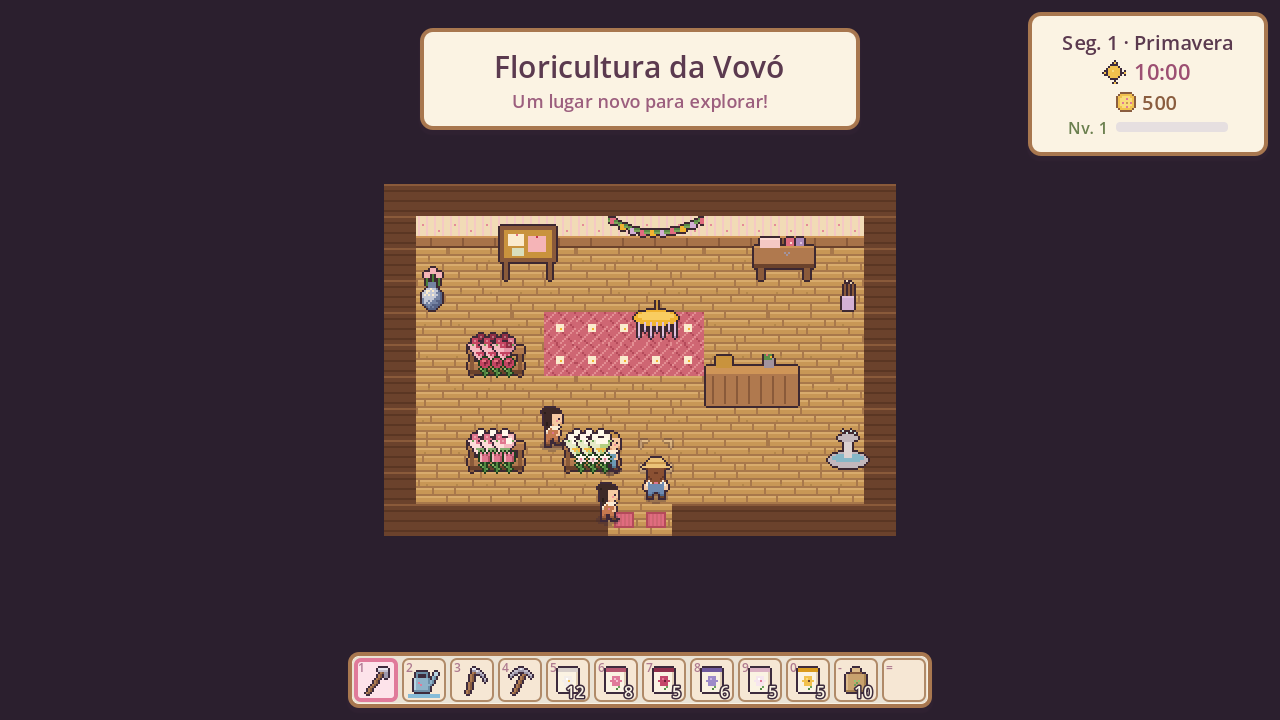 Floricultura da Vovó
Um lugar novo para explorar!
Seg. 1 · Primavera
10:00
500
Nv. 1
1 2 3 4 5 6 7 8 9 0 - =
12 8 5 6 5 5 10